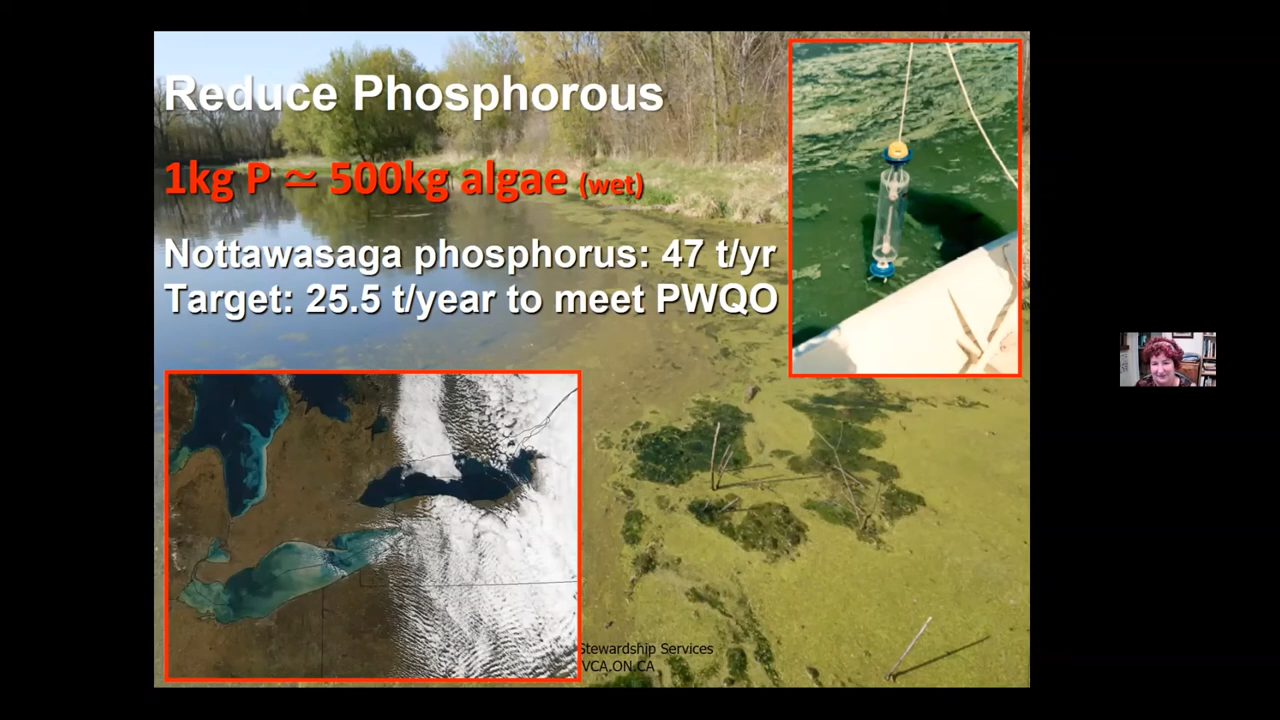 Reduce Phosphorous
1kg P ≃ 500kg algae (wet)
Nottawasaga phosphorus: 47 t/yr
Target: 25.5 t/year to meet PWQO
Stewardship Services
VCA.ON.CA